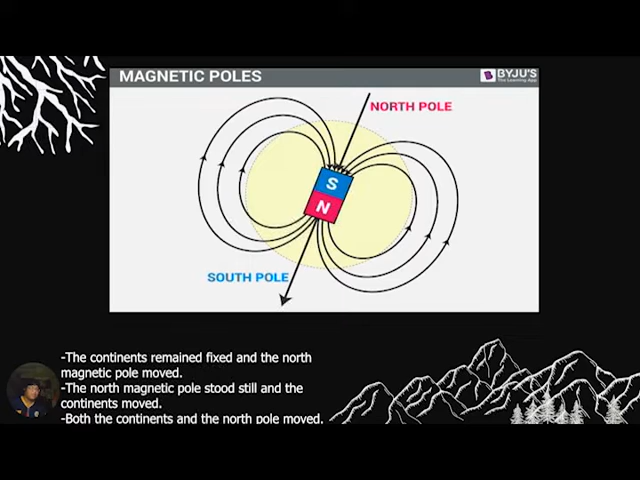 MAGNETIC POLES
BYJU'S
The Learning App
NORTH POLE
S
N
SOUTH POLE
-The continents remained fixed and the north
magnetic pole moved.
-The north magnetic pole stood still and the
continents moved.
-Both the continents and the north pole moved.